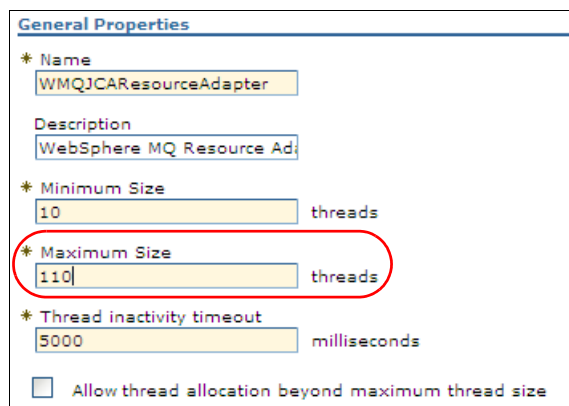 General Properties
* Name
WMQJCAResourceAdapter
Description
WebSphere MQ Resource Ada
* Minimum Size
10 threads
* Maximum Size
110 threads
* Thread inactivity timeout
5000 milliseconds
Allow thread allocation beyond maximum thread size